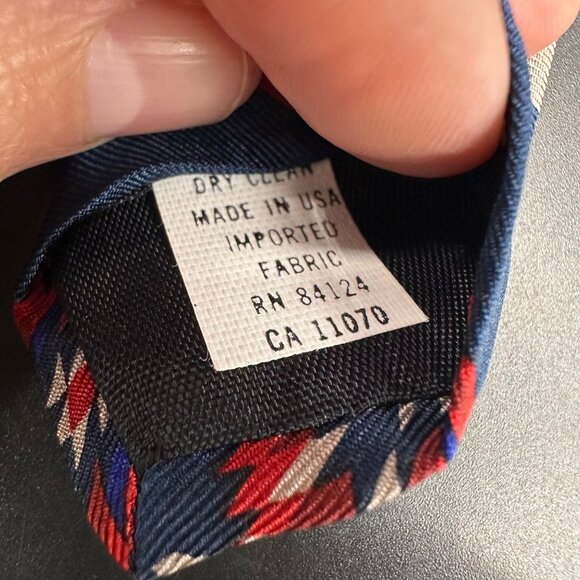 DRY CLEAN
MADE IN USA
IMPORTED
FABRIC
RN 84124
CA 11070